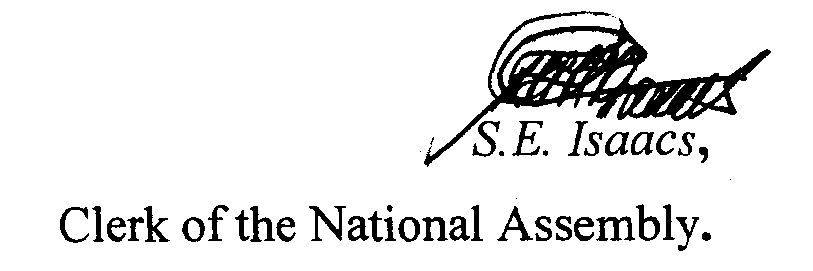 S.E. Isaacs,
Clerk of the National Assembly.